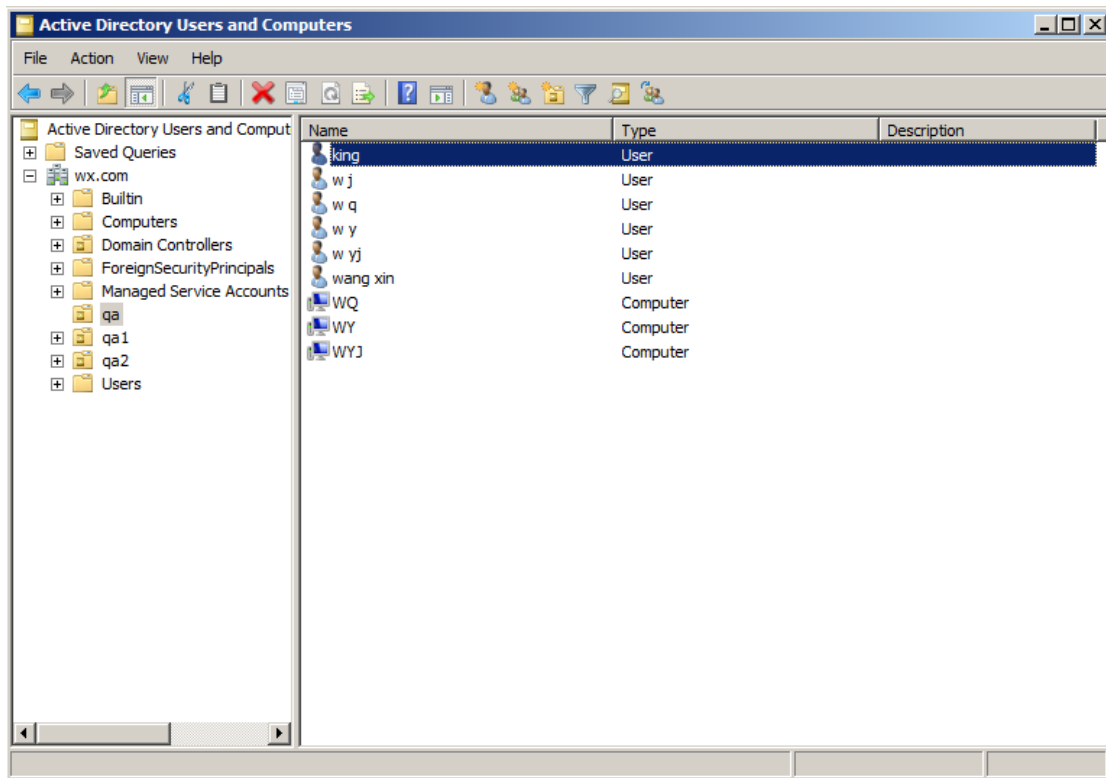 Active Directory Users and Computers
File Action View Help
Active Directory Users and Comput
Saved Queries
wx.com
Builtin
Computers
Domain Controllers
ForeignSecurityPrincipals
Managed Service Accounts
qa
qa1
qa2
Users
Name Type Description
king User
w j User
w q User
w y User
w yj User
wang xin User
WQ Computer
WY Computer
WYJ Computer